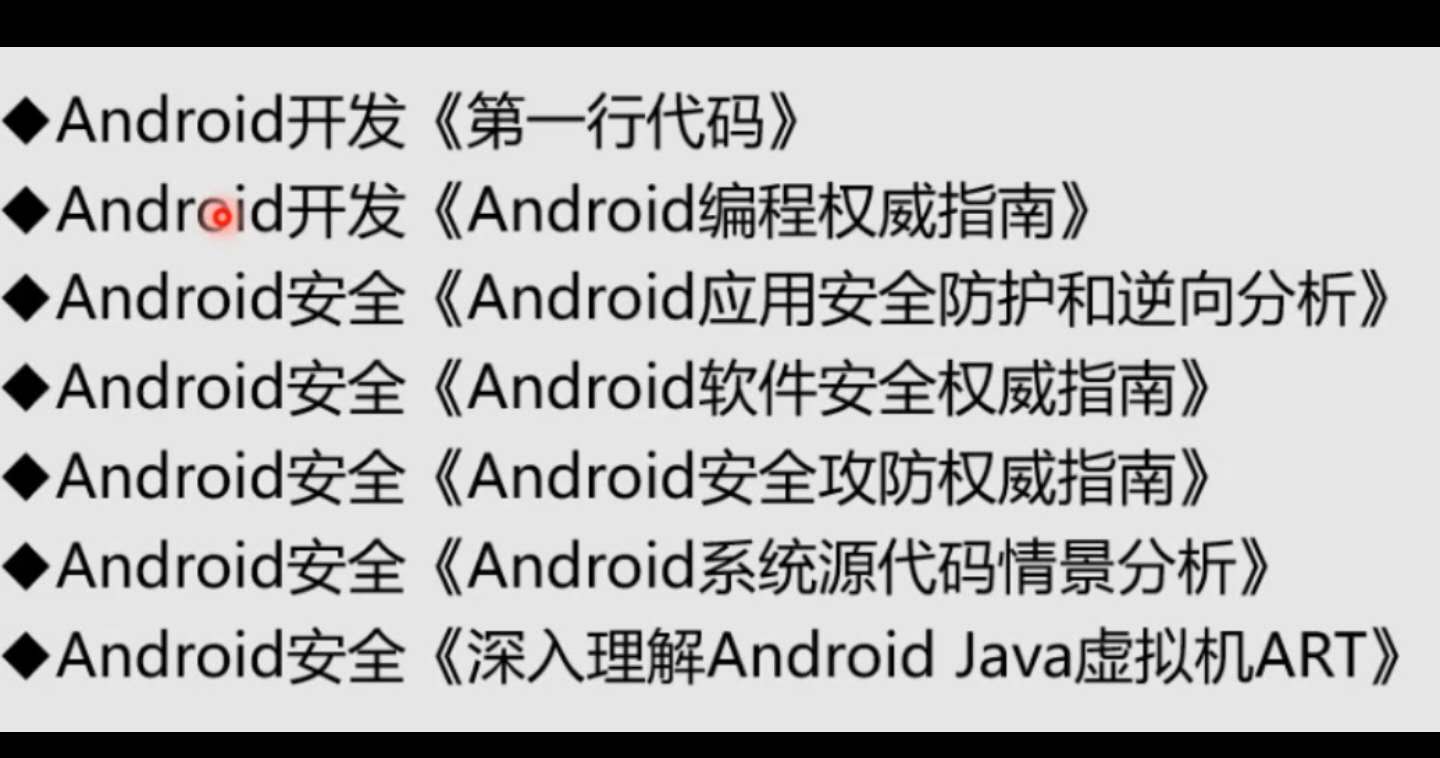 ◆Android开发《第一行代码》
◆Android开发《Android编程权威指南》
◆Android安全《Android应用安全防护和逆向分析》
◆Android安全《Android软件安全权威指南》
◆Android安全《Android安全攻防权威指南》
◆Android安全《Android系统源代码情景分析》
◆Android安全《深入理解Android Java虚拟机ART》